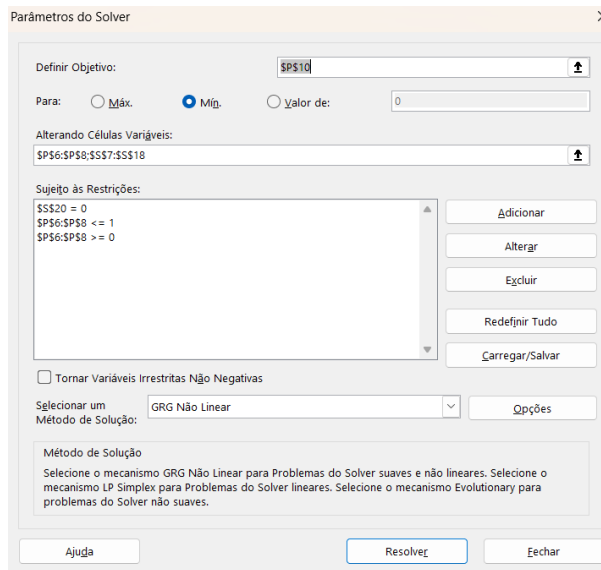 Parâmetros do Solver
Definir Objetivo:
$P$10
Para:
Máx.
Mín.
Valor de:
0
Alterando Células Variáveis:
$P$6:$P$8;$S$7:$S$18
Sujeito às Restrições:
$S$20 = 0
$P$6:$P$8 <= 1
$P$6:$P$8 >= 0
Adicionar
Alterar
Excluir
Redefinir Tudo
Carregar/Salvar
Tornar Variáveis Irrestritas Não Negativas
Selecionar um
Método de Solução:
GRG Não Linear
Opções
Método de Solução
Selecione o mecanismo GRG Não Linear para Problemas do Solver suaves e não lineares. Selecione o
mecanismo LP Simplex para Problemas do Solver lineares. Selecione o mecanismo Evolutionary para
problemas do Solver não suaves.
Ajuda
Resolver
Fechar